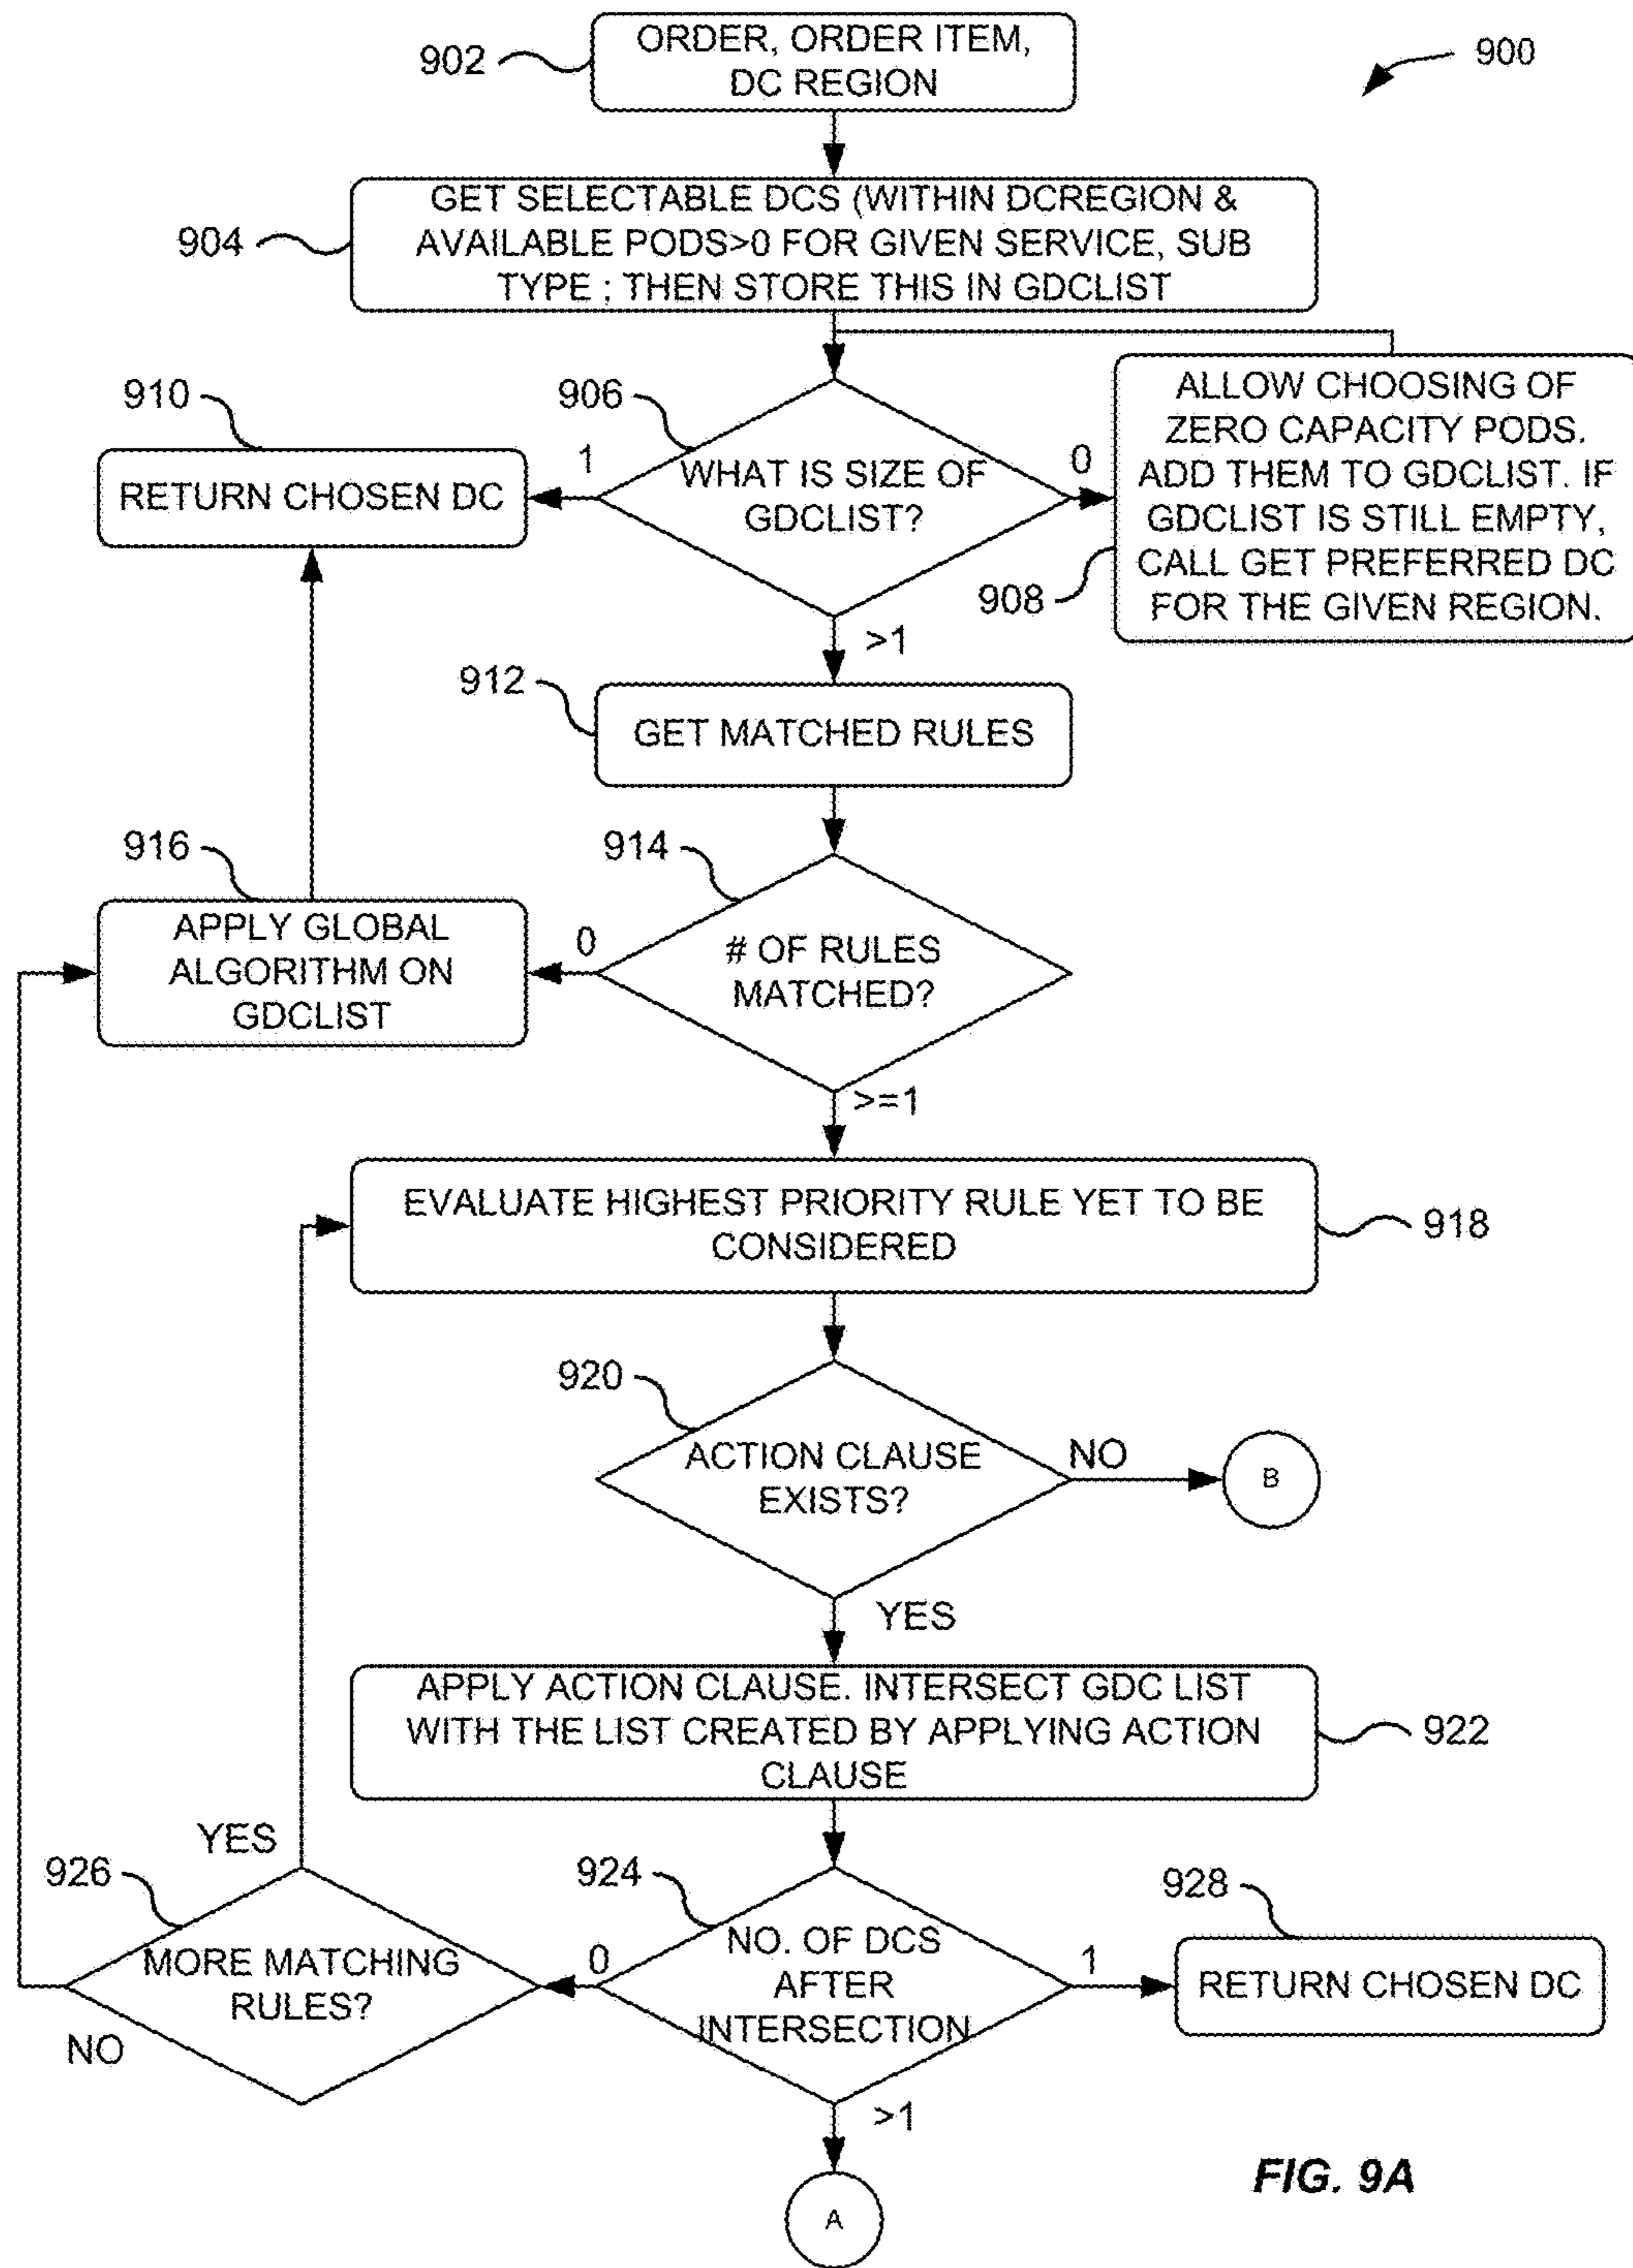 902
ORDER, ORDER ITEM,
DC REGION
900
904
GET SELECTABLE DCS (WITHIN DCREGION &
AVAILABLE PODS>0 FOR GIVEN SERVICE, SUB
TYPE ; THEN STORE THIS IN GDCLIST
910
RETURN CHOSEN DC
906
1
WHAT IS SIZE OF
GDCLIST?
0
>1
908
ALLOW CHOOSING OF
ZERO CAPACITY PODS.
ADD THEM TO GDCLIST. IF
GDCLIST IS STILL EMPTY,
CALL GET PREFERRED DC
FOR THE GIVEN REGION.
912
GET MATCHED RULES
916
APPLY GLOBAL
ALGORITHM ON
GDCLIST
914
0
# OF RULES
MATCHED?
>=1
EVALUATE HIGHEST PRIORITY RULE YET TO BE
CONSIDERED
918
920
ACTION CLAUSE
EXISTS?
NO
B
YES
APPLY ACTION CLAUSE. INTERSECT GDC LIST
WITH THE LIST CREATED BY APPLYING ACTION
CLAUSE
922
YES
926
MORE MATCHING
RULES?
NO
924
0
NO. OF DCS
AFTER
INTERSECTION
1
928
RETURN CHOSEN DC
>1
A
FIG. 9A